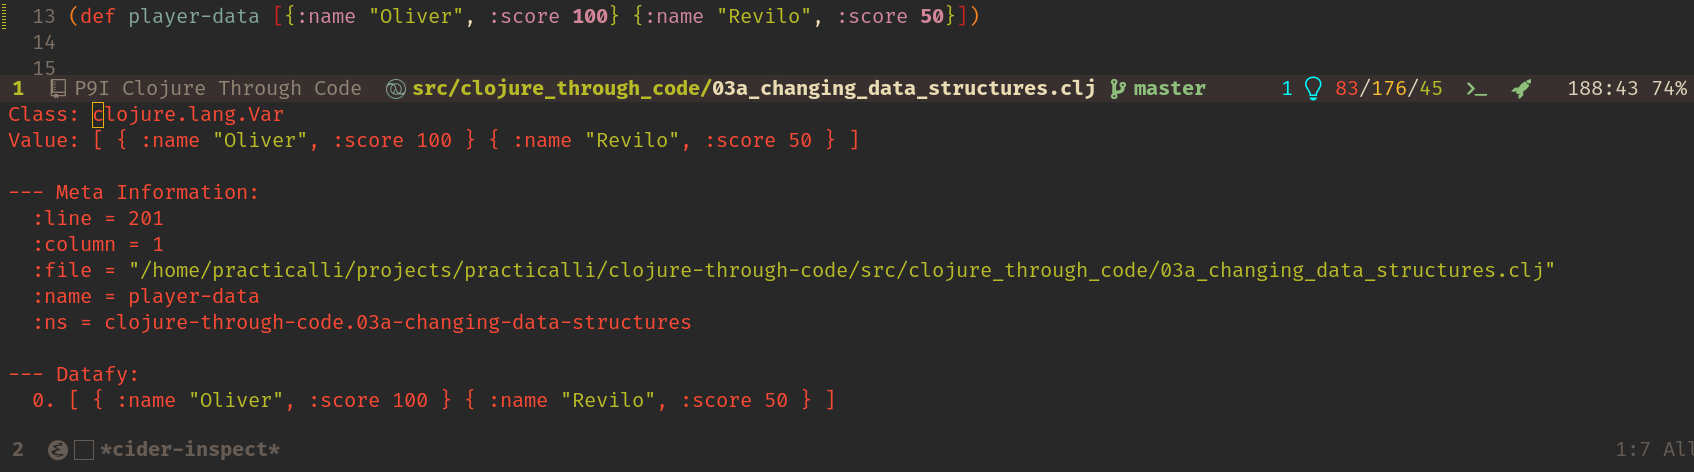 13 (def player-data [{:name "Oliver", :score 100} {:name "Revilo", :score 50}])
14
15
1 P9I Clojure Through Code src/clojure_through_code/03a_changing_data_structures.clj master 1 83/176/45 188:43 74%
Class: clojure.lang.Var
Value: [ { :name "Oliver", :score 100 } { :name "Revilo", :score 50 } ]
--- Meta Information:
:line = 201
:column = 1
:file = "/home/practicalli/projects/practicalli/clojure-through-code/src/clojure_through_code/03a_changing_data_structures.clj"
:name = player-data
:ns = clojure-through-code.03a-changing-data-structures
--- Datafy:
0. [ { :name "Oliver", :score 100 } { :name "Revilo", :score 50 } ]
2 *cider-inspect* 1:7 All